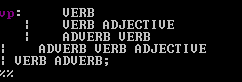 vp:     VERB
    |     VERB ADJECTIVE
    |     ADVERB VERB
|     ADVERB VERB ADJECTIVE
| VERB ADVERB;
%%